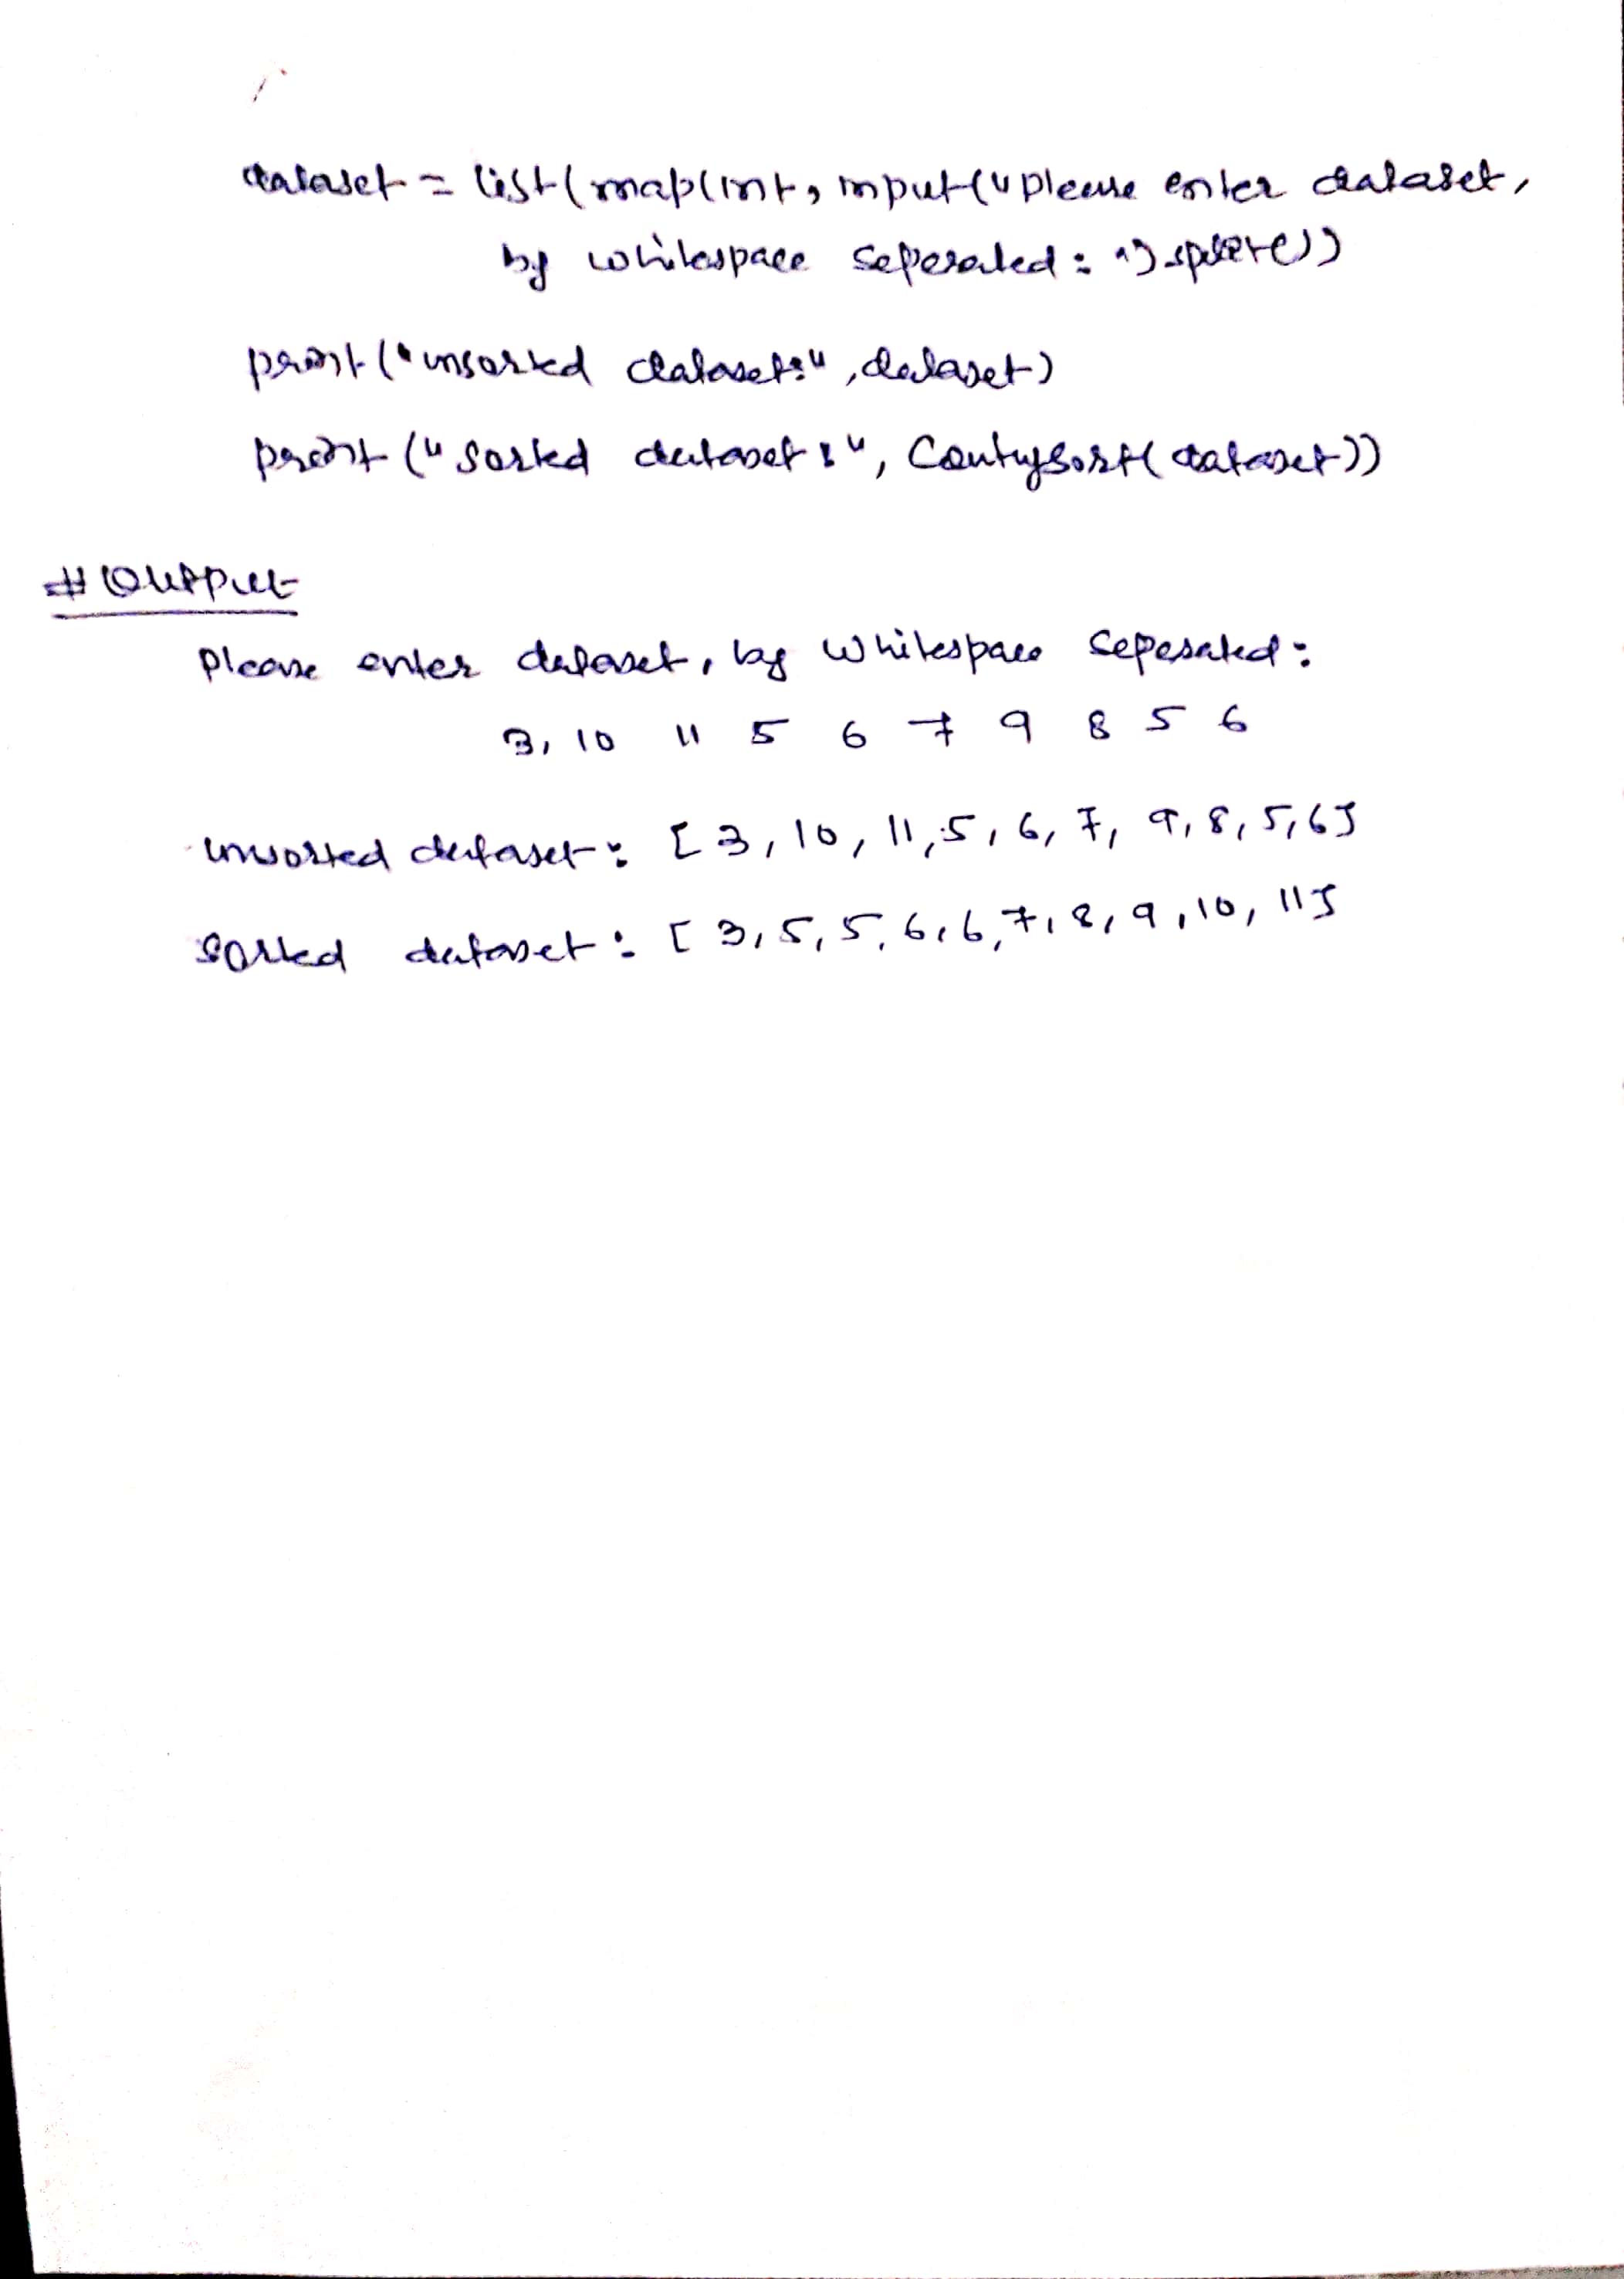 dataset = list(map(int, input("Please enter dataset,
by whitespace seperated: ").split()))
print("unsorted dataset:", dataset)
print("sorted dataset:", Countysort(dataset))
# Output
Please enter dataset, by whitespace seperated:
3, 10 11 5 6 7 9 8 5 6
unsorted dataset: [3, 10, 11, 5, 6, 7, 9, 8, 5, 6]
sorted dataset: [3, 5, 5, 6, 6, 7, 8, 9, 10, 11]